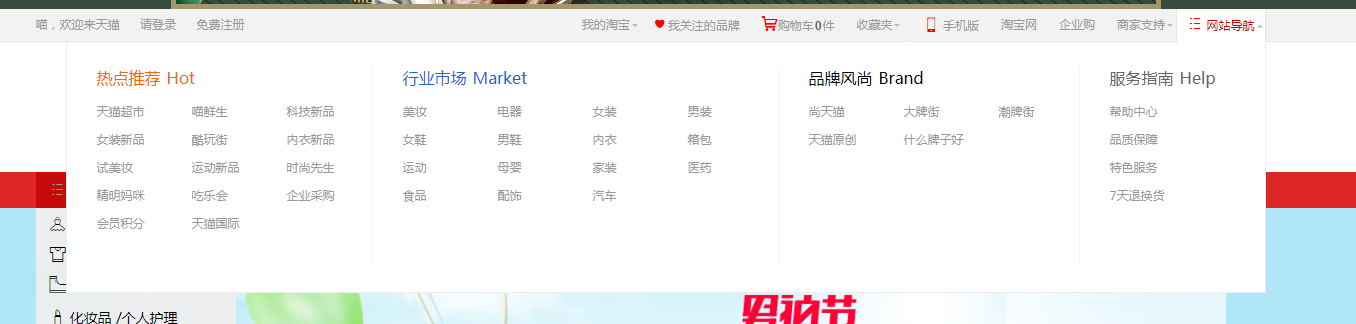 喵，欢迎来天猫 请登录 免费注册 我的淘宝 我关注的品牌 购物车0件 收藏夹 手机版 淘宝网 企业购 商家支持 网站导航
热点推荐 Hot
天猫超市 喵鲜生 科技新品
女装新品 酷玩街 内衣新品
试美妆 运动新品 时尚先生
精明妈咪 吃乐会 企业采购
会员积分 天猫国际
行业市场 Market
美妆 电器 女装 男装
女鞋 男鞋 内衣 箱包
运动 母婴 家装 医药
食品 配饰 汽车
品牌风尚 Brand
尚天猫 大牌街 潮牌街
天猫原创 什么牌子好
服务指南 Help
帮助中心
品质保障
特色服务
7天退换货
化妆品 /个人护理